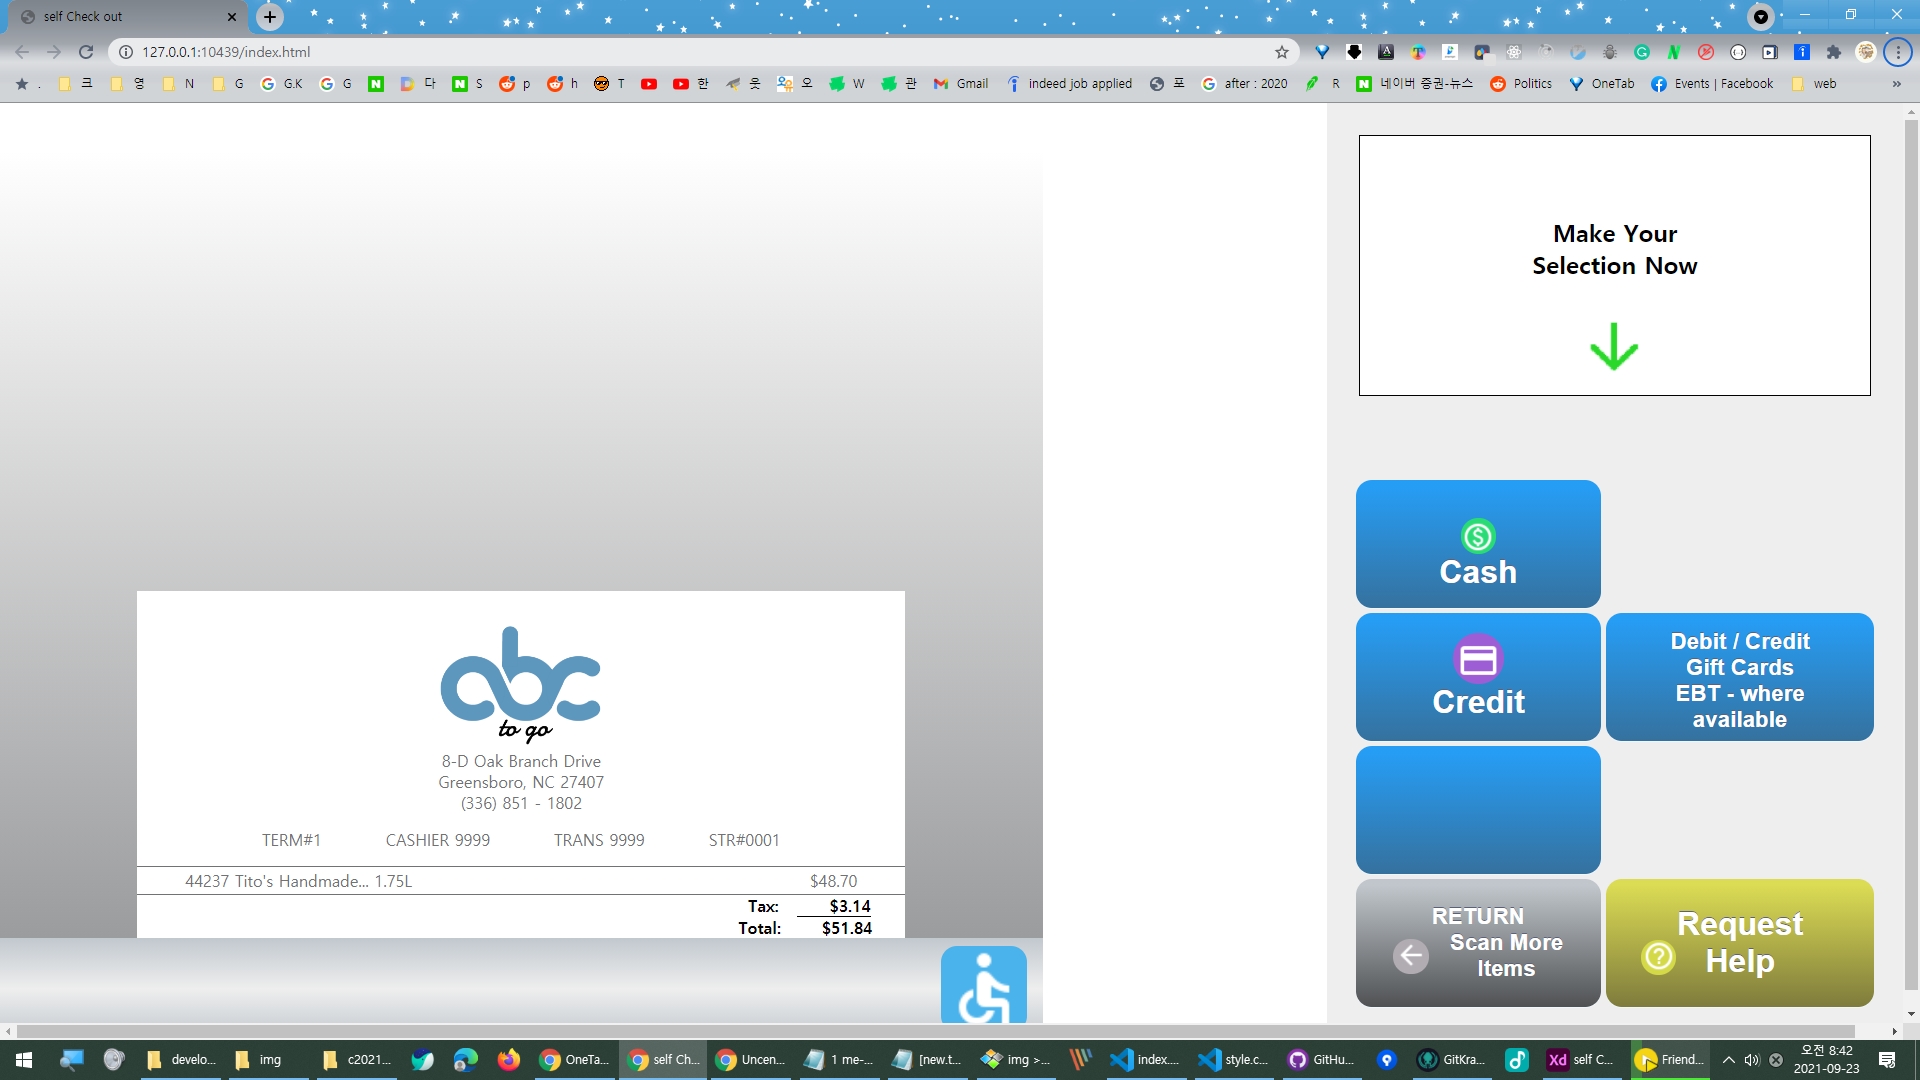 self Check out
127.0.0.1:10439/index.html
. 크 영 N G G.K G 다 S p h T 한 웃 오 W 관 Gmail indeed job applied 포 after : 2020 R 네이버 증권-뉴스 Politics OneTab Events | Facebook web »
Make Your
Selection Now
Cash
Credit
Debit / Credit
Gift Cards
EBT - where
available
RETURN
Scan More
Items
Request
Help
abc
to go
8-D Oak Branch Drive
Greensboro, NC 27407
(336) 851 - 1802
TERM#1 CASHIER 9999 TRANS 9999 STR#0001
44237 Tito's Handmade... 1.75L $48.70
Tax: $3.14
Total: $51.84
develo... img c2021... OneTa... self Ch... Uncen... 1 me-... [new.t... img >... index.... style.c... GitHu... GitKra... Xd self C... Friend...
오전 8:42
2021-09-23